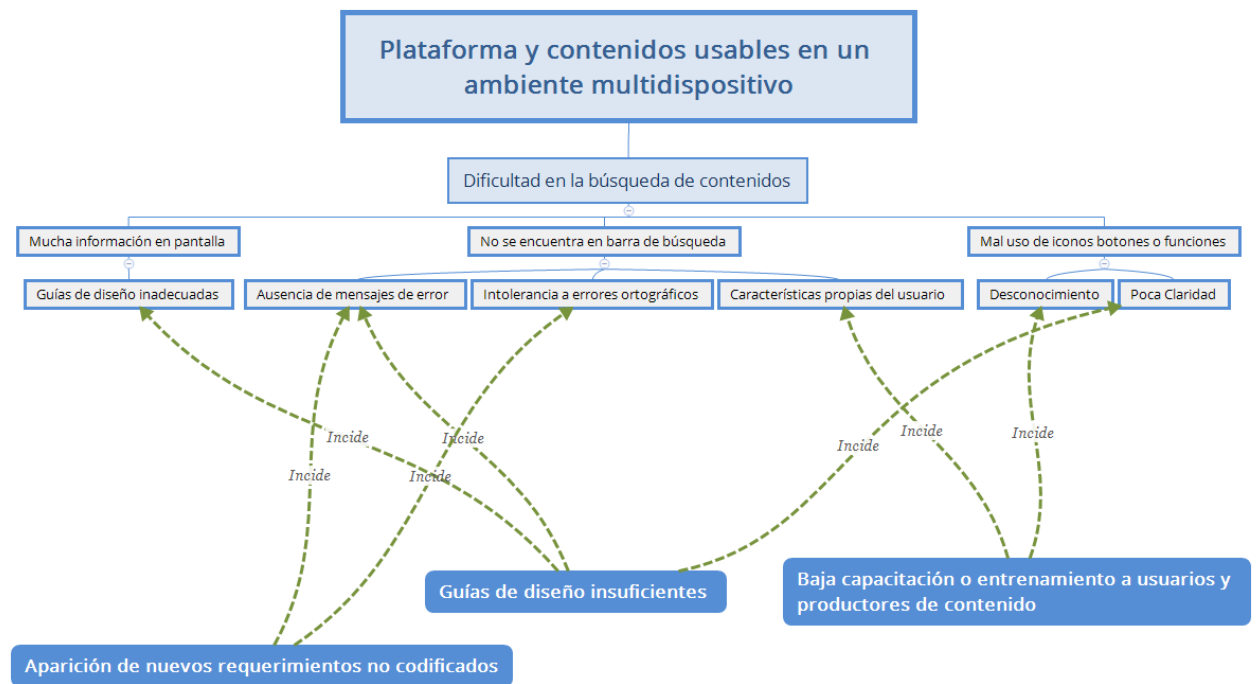 Plataforma y contenidos usables en un
ambiente multidispositivo
Dificultad en la búsqueda de contenidos
Mucha información en pantalla
No se encuentra en barra de búsqueda
Mal uso de iconos botones o funciones
Guías de diseño inadecuadas
Ausencia de mensajes de error
Intolerancia a errores ortográficos
Características propias del usuario
Desconocimiento
Poca Claridad
Incide
Incide
Incide
Incide
Incide
Incide
Incide
Guías de diseño insuficientes
Baja capacitación o entrenamiento a usuarios y
productores de contenido
Aparición de nuevos requerimientos no codificados